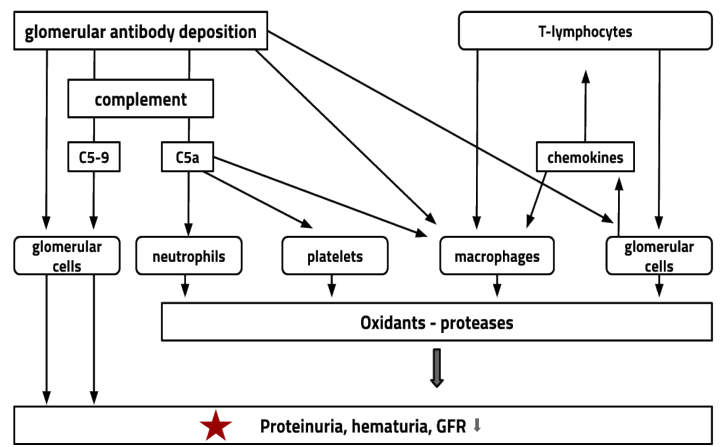 glomerular antibody deposition
T-lymphocytes
complement
C5-9
C5a
chemokines
glomerular
cells
neutrophils
platelets
macrophages
glomerular
cells
Oxidants - proteases
Proteinuria, hematuria, GFR ⬇